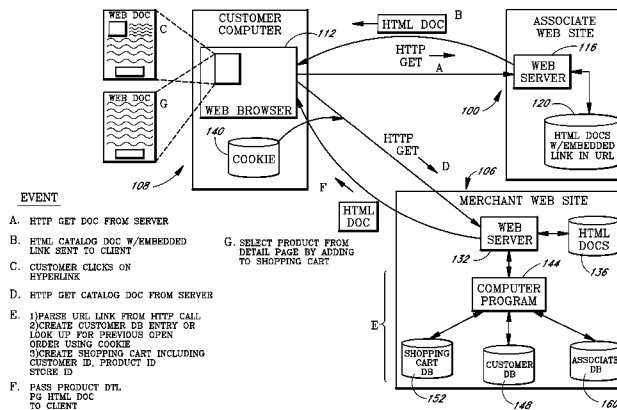 WEB DOC
C
CUSTOMER
COMPUTER
112
WEB BROWSER
140
COOKIE
108
WEB DOC
G
HTML DOC
B
HTTP
GET
A
ASSOCIATE
WEB SITE
116
WEB
SERVER
100
120
HTML DOCS
W/EMBEDDED
LINK IN URL
HTTP
GET
D
F
HTML
DOC
106
MERCHANT WEB SITE
WEB
SERVER
132
HTML
DOCS
136
144
COMPUTER
PROGRAM
E
SHOPPING
CART
DB
152
CUSTOMER
DB
148
ASSOCIATE
DB
160
EVENT
A. HTTP GET DOC FROM SERVER
B. HTML CATALOG DOC W/EMBEDDED
LINK SENT TO CLIENT
C. CUSTOMER CLICKS ON
HYPERLINK
D. HTTP GET CATALOG DOC FROM SERVER
E. 1)PARSE URL LINK FROM HTTP CALL
2)CREATE CUSTOMER DB ENTRY OR
LOOK UP FOR PREVIOUS OPEN
ORDER USING COOKIE
3)CREATE SHOPPING CART INCLUDING
CUSTOMER ID, PRODUCT ID
STORE ID
F. PASS PRODUCT DTL
PG HTML DOC
TO CLIENT
G. SELECT PRODUCT FROM
DETAIL PAGE BY ADDING
TO SHOPPING CART